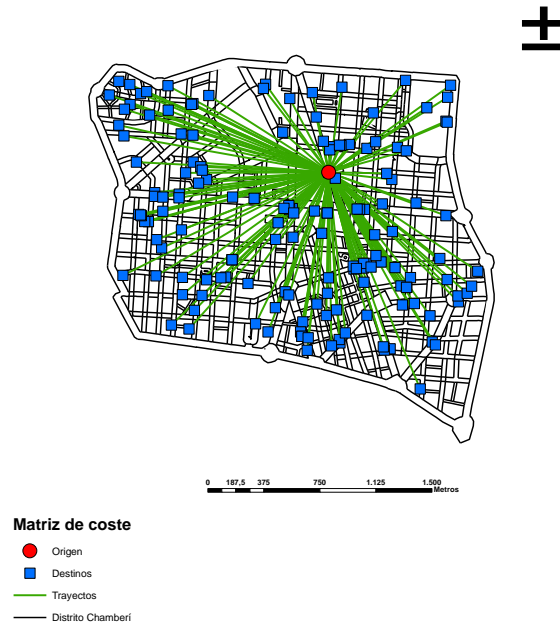 ±
0 187,5 375 750 1.125 1.500
Metros
Matriz de coste
Origen
Destinos
Trayectos
Distrito Chamberí